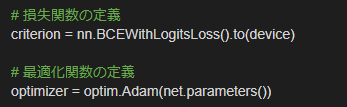 # 損失関数の定義
criterion = nn.BCEWithLogitsLoss().to(device)
# 最適化関数の定義
optimizer = optim.Adam(net.parameters())